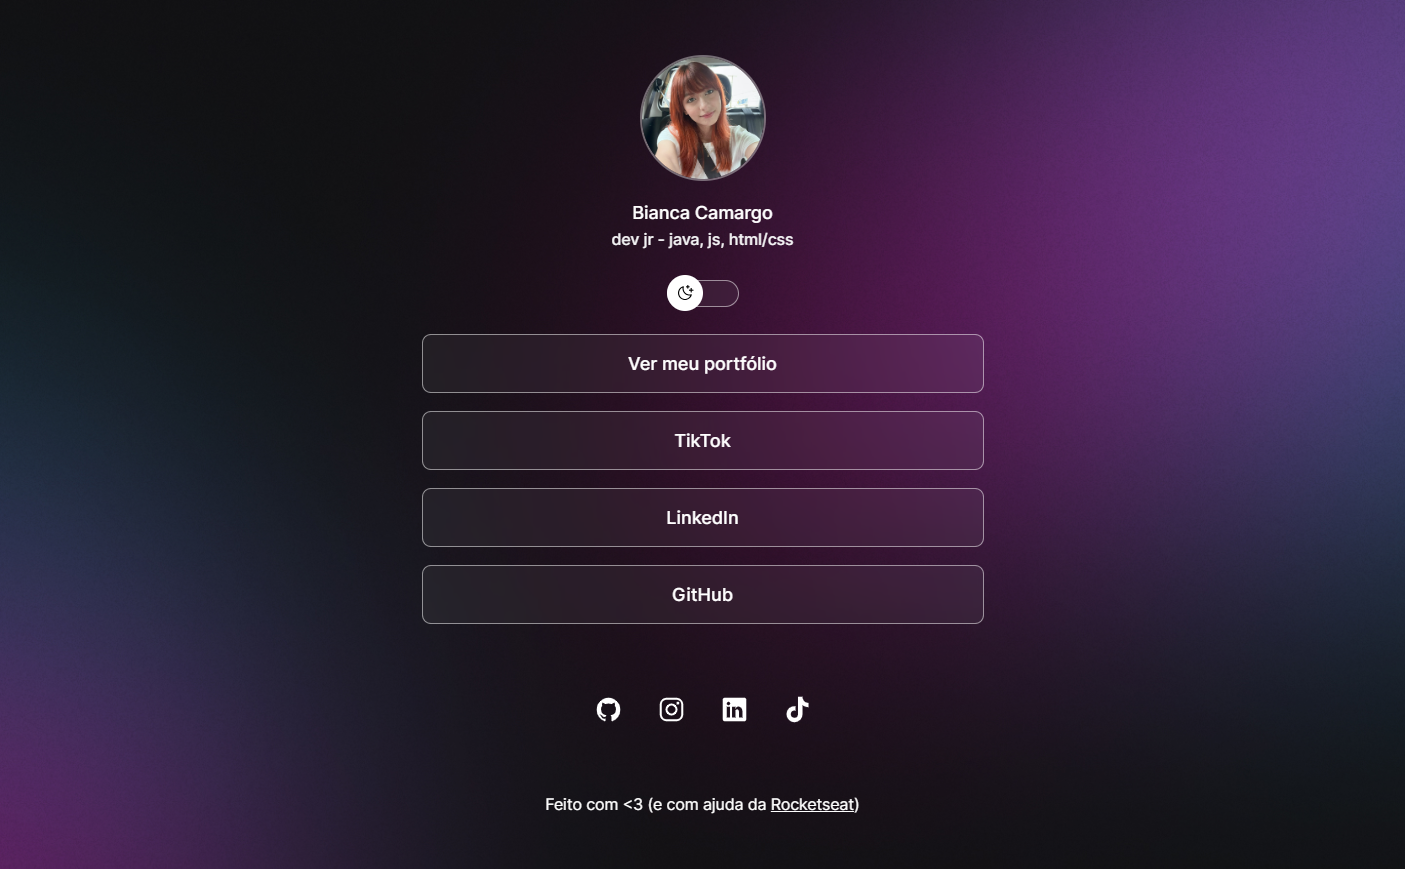 Bianca Camargo
dev jr - java, js, html/css
Ver meu portfólio
TikTok
LinkedIn
GitHub
Feito com <3 (e com ajuda da Rocketseat)